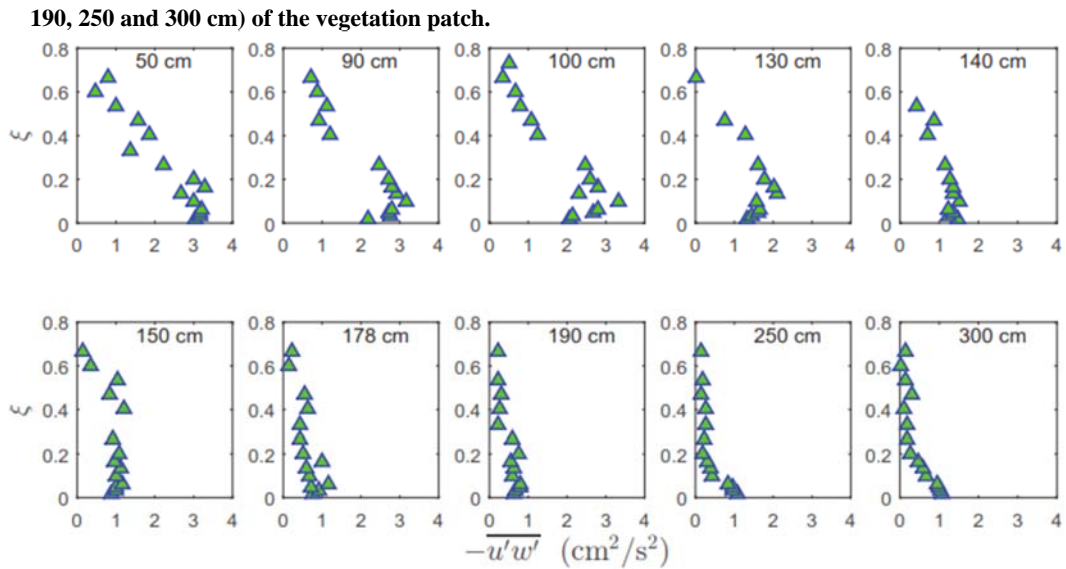 190, 250 and 300 cm) of the vegetation patch.
50 cm 90 cm 100 cm 130 cm 140 cm
0.8 0.8 0.8 0.8 0.8
0.6 0.6 0.6 0.6 0.6
ξ 0.4 0.4 0.4 0.4 0.4
0.2 0.2 0.2 0.2 0.2
0 0 0 0 0
0 1 2 3 4 0 1 2 3 4 0 1 2 3 4 0 1 2 3 4 0 1 2 3 4
150 cm 178 cm 190 cm 250 cm 300 cm
0.8 0.8 0.8 0.8 0.8
0.6 0.6 0.6 0.6 0.6
ξ 0.4 0.4 0.4 0.4 0.4
0.2 0.2 0.2 0.2 0.2
0 0 0 0 0
0 1 2 3 4 0 1 2 3 4 0 1 2 3 4 0 1 2 3 4 0 1 2 3 4
−u′w′ (cm²/s²)